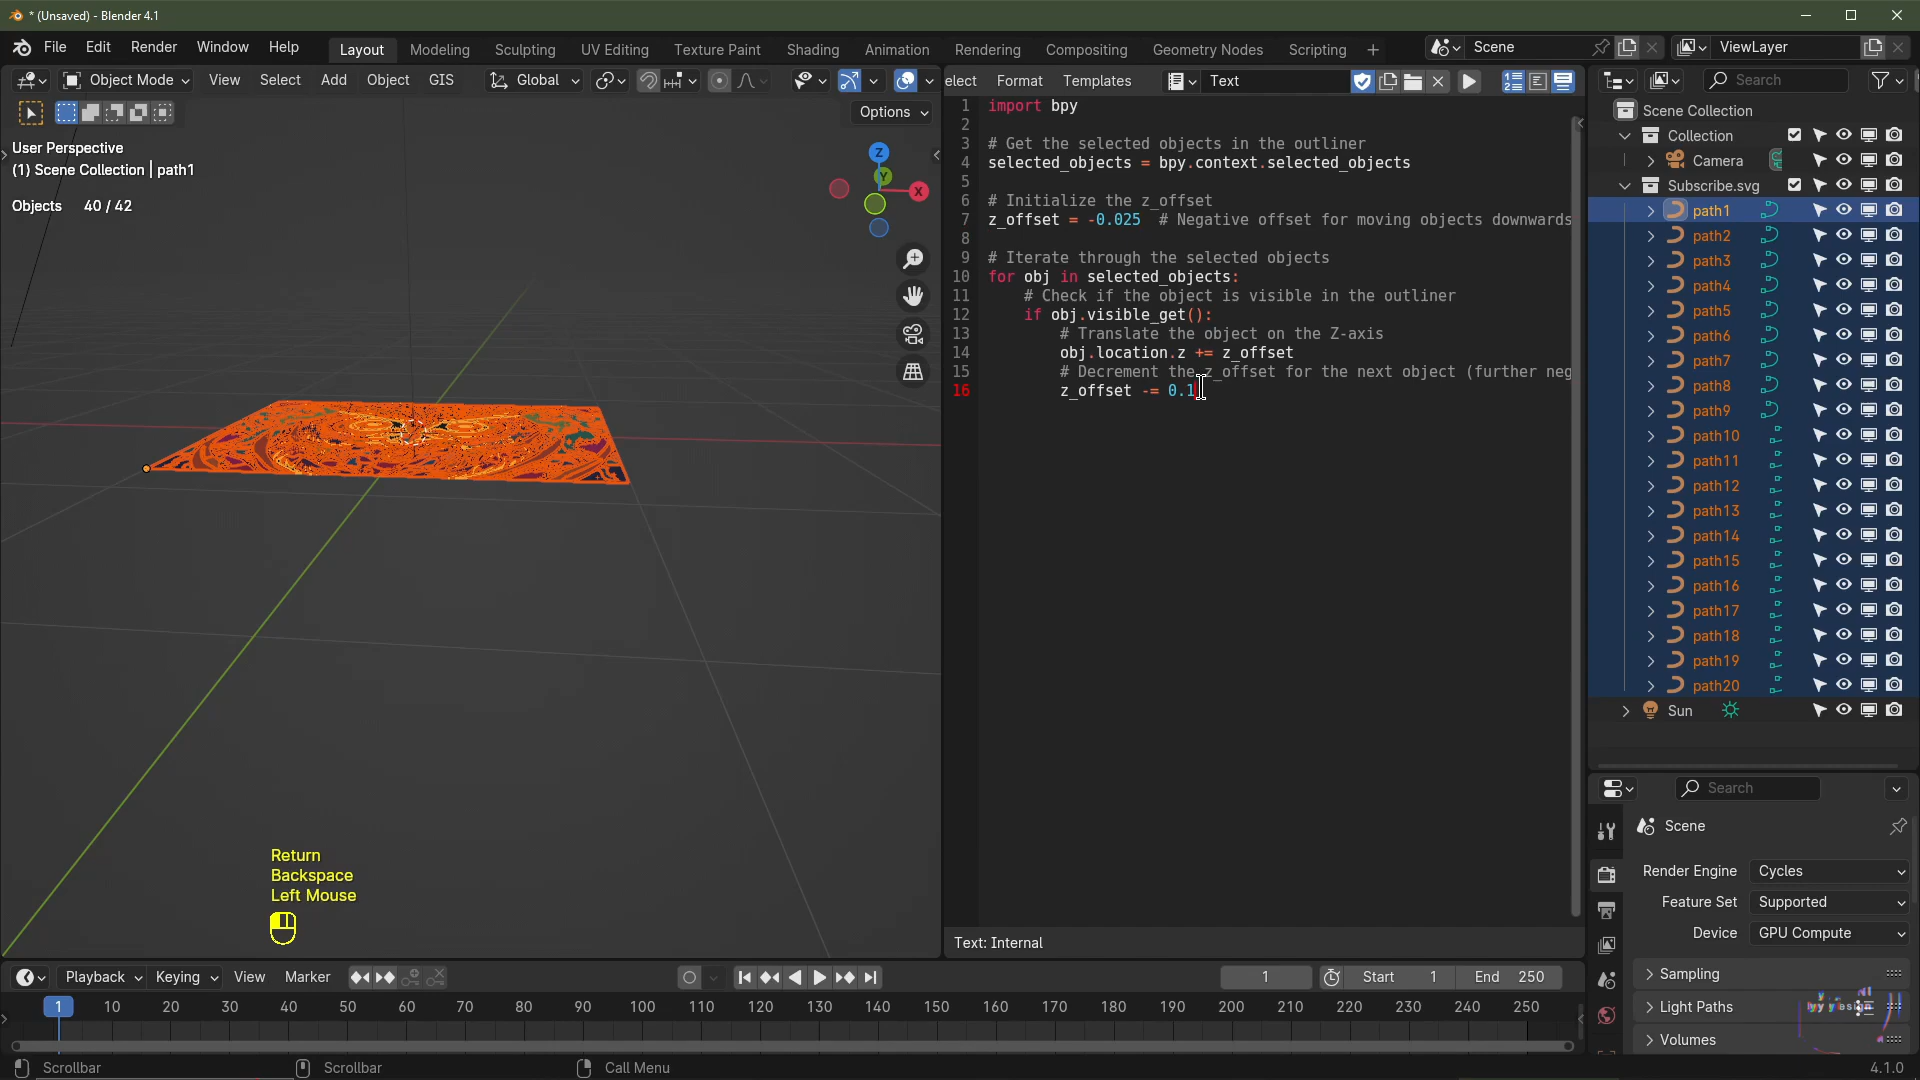 * (Unsaved) - Blender 4.1
File Edit Render Window Help Layout Modeling Sculpting UV Editing Texture Paint Shading Animation Rendering Compositing Geometry Nodes Scripting + Scene ViewLayer
Object Mode View Select Add Object GIS Global
Options
User Perspective
(1) Scene Collection | path1
Objects 40 / 42
Z
Y
X
Return
Backspace
Left Mouse
elect Format Templates Text
1 import bpy
2
3 # Get the selected objects in the outliner
4 selected_objects = bpy.context.selected_objects
5
6 # Initialize the z_offset
7 z_offset = -0.025 # Negative offset for moving objects downwards
8
9 # Iterate through the selected objects
10 for obj in selected_objects:
11 # Check if the object is visible in the outliner
12 if obj.visible_get():
13 # Translate the object on the Z-axis
14 obj.location.z += z_offset
15 # Decrement the z_offset for the next object (further neg
16 z_offset -= 0.1
Text: Internal
Search
Scene Collection
Collection
Camera
Subscribe.svg
path1
path2
path3
path4
path5
path6
path7
path8
path9
path10
path11
path12
path13
path14
path15
path16
path17
path18
path19
path20
Sun
Search
Scene
Render Engine Cycles
Feature Set Supported
Device GPU Compute
Sampling
Light Paths
Volumes
Playback Keying View Marker 1 Start 1 End 250
1 10 20 30 40 50 60 70 80 90 100 110 120 130 140 150 160 170 180 190 200 210 220 230 240 250
Scrollbar Scrollbar Call Menu 4.1.0